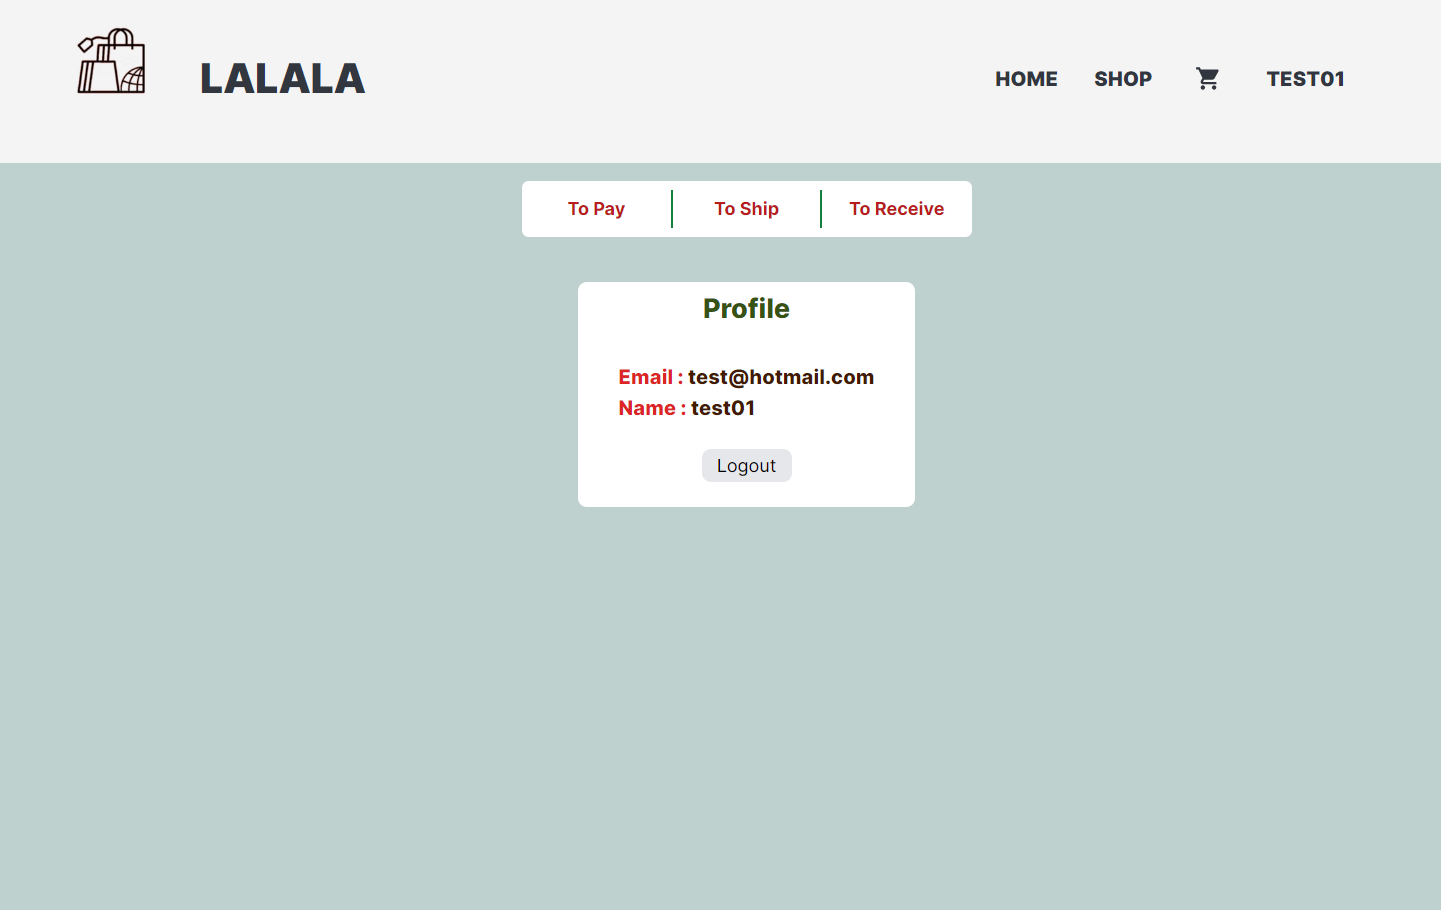 LALALA
HOME SHOP TEST01
To Pay To Ship To Receive
Profile
Email : test@hotmail.com
Name : test01
Logout